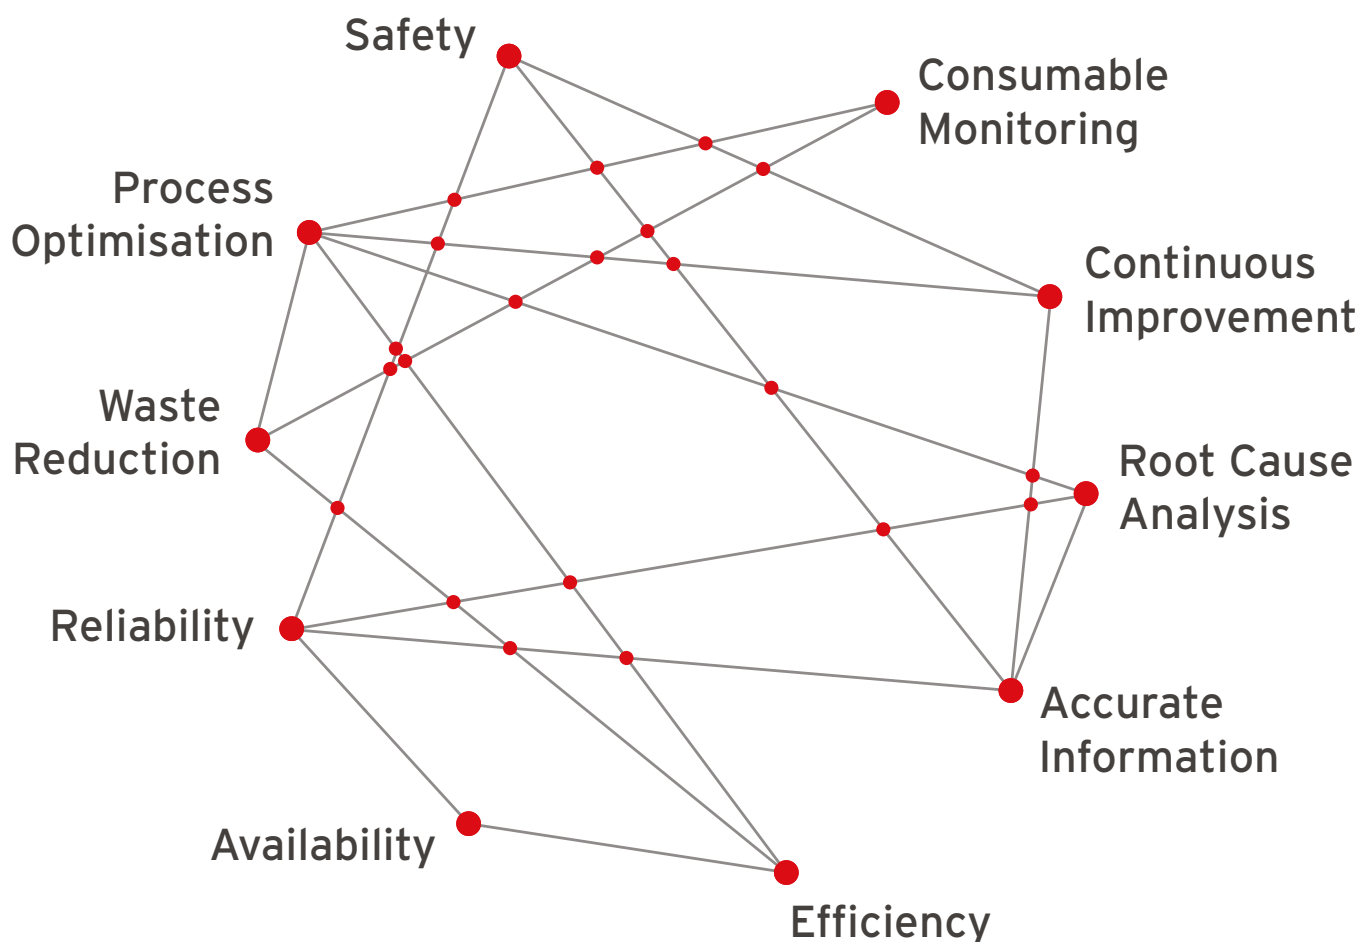 Safety
Consumable
Monitoring
Process
Optimisation
Continuous
Improvement
Waste
Reduction
Root Cause
Analysis
Reliability
Accurate
Information
Availability
Efficiency